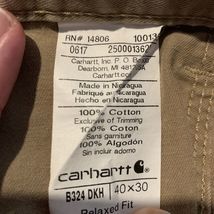 RN# 14806 10013
0617 250001362
Carhartt, Inc. P.O. Box
Dearborn, MI 48123
Carhartt.com
Made in Nicaragua
Fabriqué au Nicaragua
Hecho en Nicaragua
100% Cotton
Exclusive of Trimming
100% Coton
Sans garniture
100% Algodón
Sin incluir adorno
carhartt
B324 DKH 40×30
Relaxed Fit